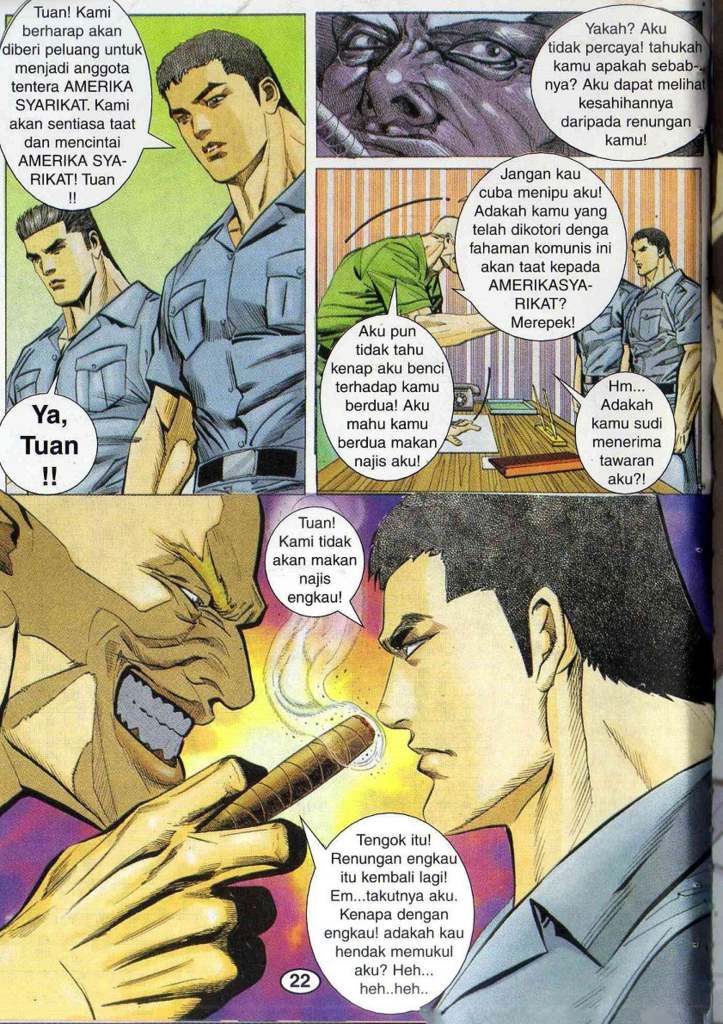 Tuan! Kami
berharap akan
diberi peluang untuk
menjadi anggota
tentera AMERIKA
SYARIKAT. Kami
akan sentiasa taat
dan mencintai
AMERIKA SYA-
RIKAT! Tuan
!!
Ya,
Tuan
!!
Yakah? Aku
tidak percaya! tahukah
kamu apakah sebab-
nya? Aku dapat melihat
kesahihannya
daripada renungan
kamu!
Jangan kau
cuba menipu aku!
Adakah kamu yang
telah dikotori denga
fahaman komunis ini
akan taat kepada
AMERIKASYA-
RIKAT?
Merepek!
Aku pun
tidak tahu
kenap aku benci
terhadap kamu
berdua! Aku
mahu kamu
berdua makan
najis aku!
Hm...
Adakah
kamu sudi
menerima
tawaran
aku?!
Tuan!
Kami tidak
akan makan
najis
engkau!
Tengok itu!
Renungan engkau
itu kembali lagi!
Em...takutnya aku.
Kenapa dengan
engkau! adakah kau
hendak memukul
aku? Heh...
heh..heh..
22